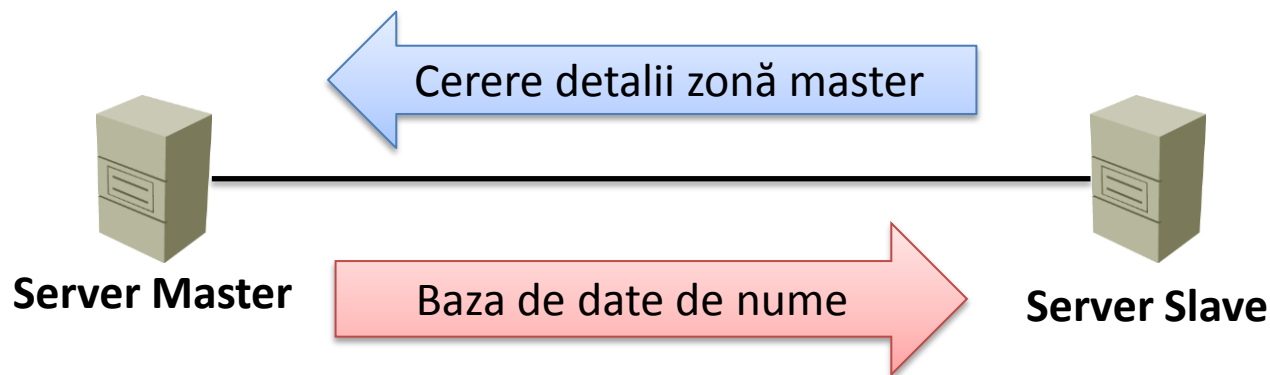 Cerere detalii zonă master
Server Master
Baza de date de nume
Server Slave